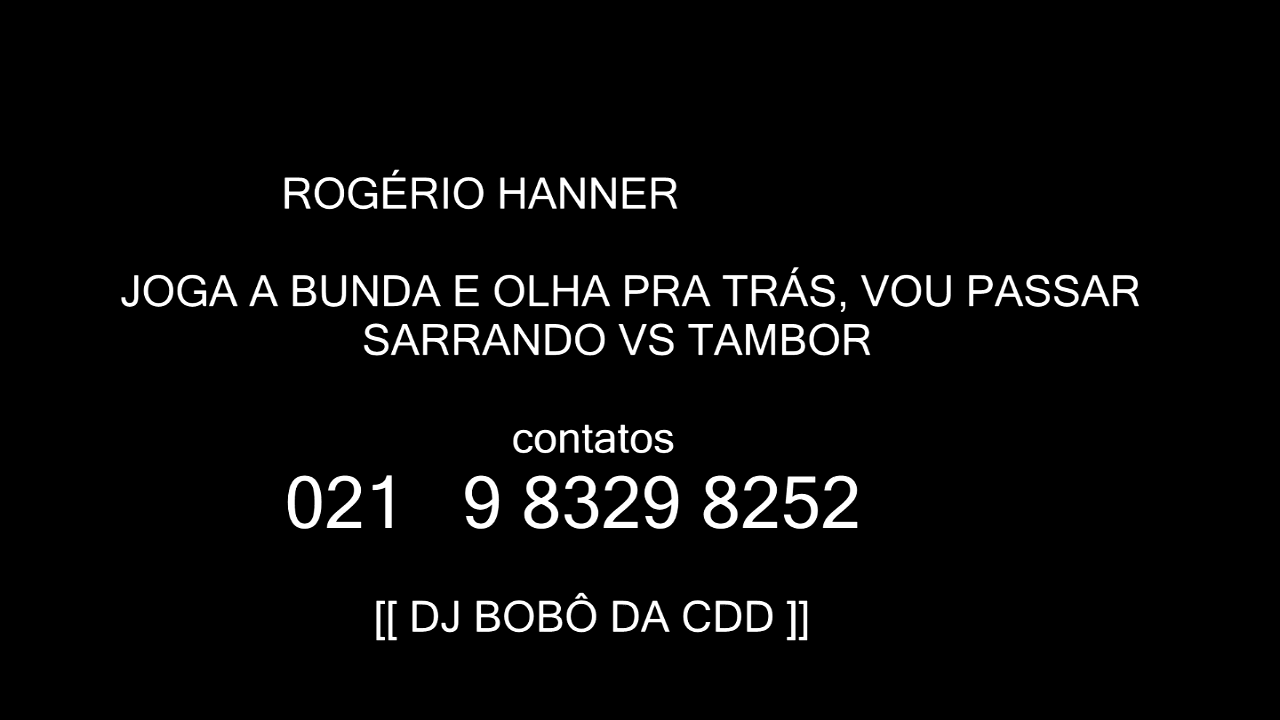 ROGÉRIO HANNER
JOGA A BUNDA E OLHA PRA TRÁS, VOU PASSAR
SARRANDO VS TAMBOR
contatos
021 9 8329 8252
[[ DJ BOBÔ DA CDD ]]